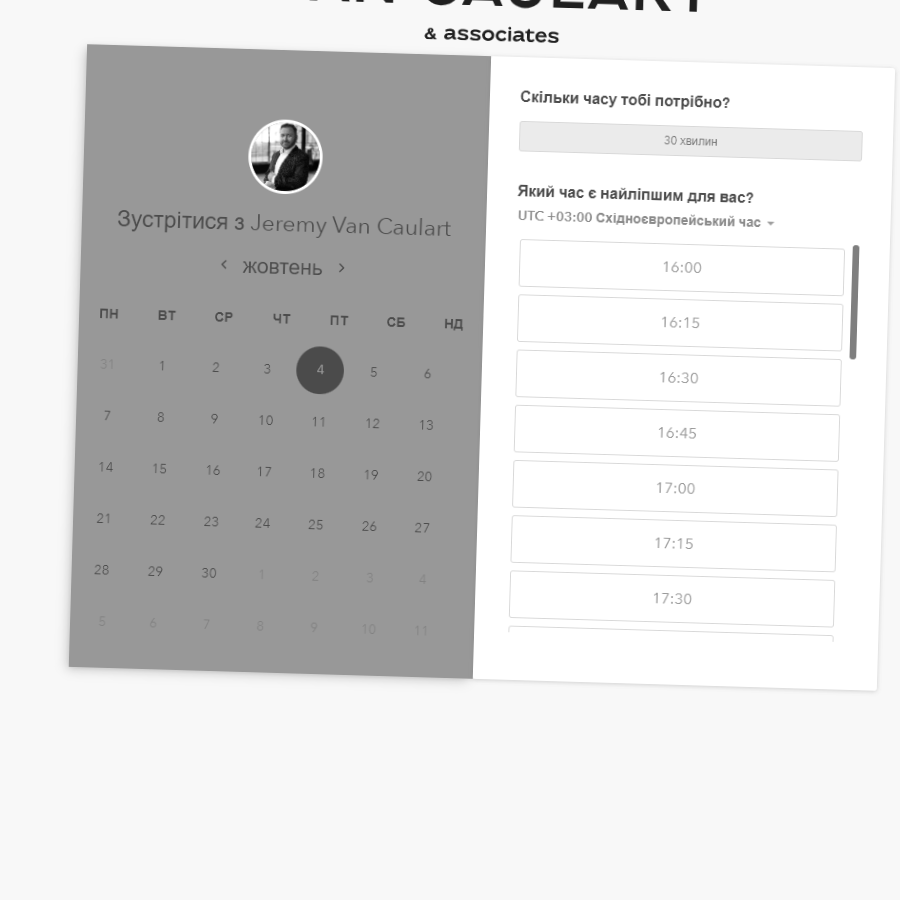 & associates
Зустрітися з Jeremy Van Caulart
жовтень
ПН ВТ СР ЧТ ПТ СБ НД
31 1 2 3 4 5 6
7 8 9 10 11 12 13
14 15 16 17 18 19 20
21 22 23 24 25 26 27
28 29 30 1 2 3 4
5 6 7 8 9 10 11
Скільки часу тобі потрібно?
30 хвилин
Який час є найліпшим для вас?
UTC +03:00 Східноєвропейський час
16:00
16:15
16:30
16:45
17:00
17:15
17:30